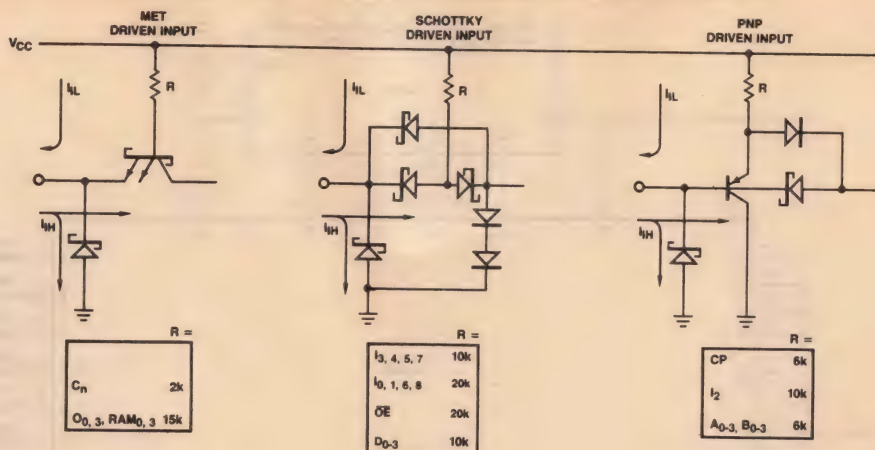 MET
DRIVEN INPUT
SCHOTTKY
DRIVEN INPUT
PNP
DRIVEN INPUT
VCC
IIL
R
IIL
R
IIL
R
IIH
IIH
IIH
R =
Cn 2k
O0, 3, RAM0, 3 15k
R =
I3, 4, 5, 7 10k
I0, 1, 6, 8 20k
O̅E̅ 20k
D0-3 10k
R =
CP 6k
I2 10k
A0-3, B0-3 6k